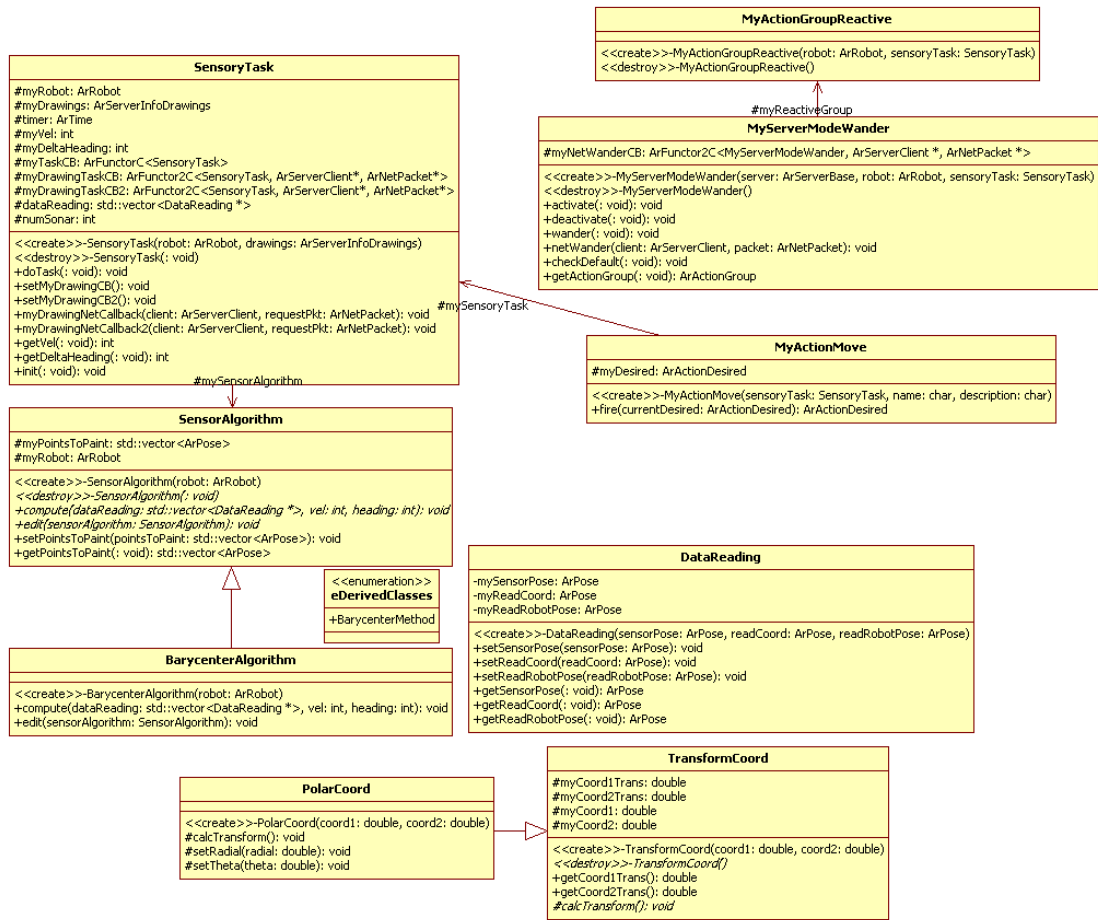 MyActionGroupReactive
<<create>>-MyActionGroupReactive(robot: ArRobot, sensoryTask: SensoryTask)
<<destroy>>-MyActionGroupReactive()
#myReactiveGroup
SensoryTask
#myRobot: ArRobot
#myDrawings: ArServerInfoDrawings
#timer: ArTime
#myVel: int
#myDeltaHeading: int
#myTaskCB: ArFunctorC<SensoryTask>
#myDrawingTaskCB: ArFunctor2C<SensoryTask, ArServerClient*, ArNetPacket*>
#myDrawingTaskCB2: ArFunctor2C<SensoryTask, ArServerClient*, ArNetPacket*>
#dataReading: std::vector<DataReading *>
#numSonar: int
<<create>>-SensoryTask(robot: ArRobot, drawings: ArServerInfoDrawings)
<<destroy>>-SensoryTask(: void)
+doTask(: void): void
+setMyDrawingCB(): void
+setMyDrawingCB2(): void
+myDrawingNetCallback(client: ArServerClient, requestPkt: ArNetPacket): void
+myDrawingNetCallback2(client: ArServerClient, requestPkt: ArNetPacket): void
+getVel(: void): int
+getDeltaHeading(: void): int
+init(: void): void
MyServerModeWander
#myNetWanderCB: ArFunctor2C<MyServerModeWander, ArServerClient *, ArNetPacket *>
<<create>>-MyServerModeWander(server: ArServerBase, robot: ArRobot, sensoryTask: SensoryTask)
<<destroy>>-MyServerModeWander()
+activate(: void): void
+deactivate(: void): void
+wander(: void): void
+netWander(client: ArServerClient, packet: ArNetPacket): void
+checkDefault(: void): void
+getActionGroup(: void): ArActionGroup
#mySensoryTask
MyActionMove
#myDesired: ArActionDesired
<<create>>-MyActionMove(sensoryTask: SensoryTask, name: char, description: char)
+fire(currentDesired: ArActionDesired): ArActionDesired
#mySensorAlgorithm
SensorAlgorithm
#myPointsToPaint: std::vector<ArPose>
#myRobot: ArRobot
<<create>>-SensorAlgorithm(robot: ArRobot)
<<destroy>>-SensorAlgorithm(: void)
+compute(dataReading: std::vector<DataReading *>, vel: int, heading: int): void
+edit(sensorAlgorithm: SensorAlgorithm): void
+setPointsToPaint(pointsToPaint: std::vector<ArPose>): void
+getPointsToPaint(: void): std::vector<ArPose>
<<enumeration>>
eDerivedClasses
+BarycenterMethod
BarycenterAlgorithm
<<create>>-BarycenterAlgorithm(robot: ArRobot)
+compute(dataReading: std::vector<DataReading *>, vel: int, heading: int): void
+edit(sensorAlgorithm: SensorAlgorithm): void
DataReading
-mySensorPose: ArPose
-myReadCoord: ArPose
-myReadRobotPose: ArPose
<<create>>-DataReading(sensorPose: ArPose, readCoord: ArPose, readRobotPose: ArPose)
+setSensorPose(sensorPose: ArPose): void
+setReadCoord(readCoord: ArPose): void
+setReadRobotPose(readRobotPose: ArPose): void
+getSensorPose(: void): ArPose
+getReadCoord(: void): ArPose
+getReadRobotPose(: void): ArPose
PolarCoord
<<create>>-PolarCoord(coord1: double, coord2: double)
#calcTransform(): void
#setRadial(radial: double): void
#setTheta(theta: double): void
TransformCoord
#myCoord1Trans: double
#myCoord2Trans: double
#myCoord1: double
#myCoord2: double
<<create>>-TransformCoord(coord1: double, coord2: double)
<<destroy>>-TransformCoord()
+getCoord1Trans(): double
+getCoord2Trans(): double
#calcTransform(): void